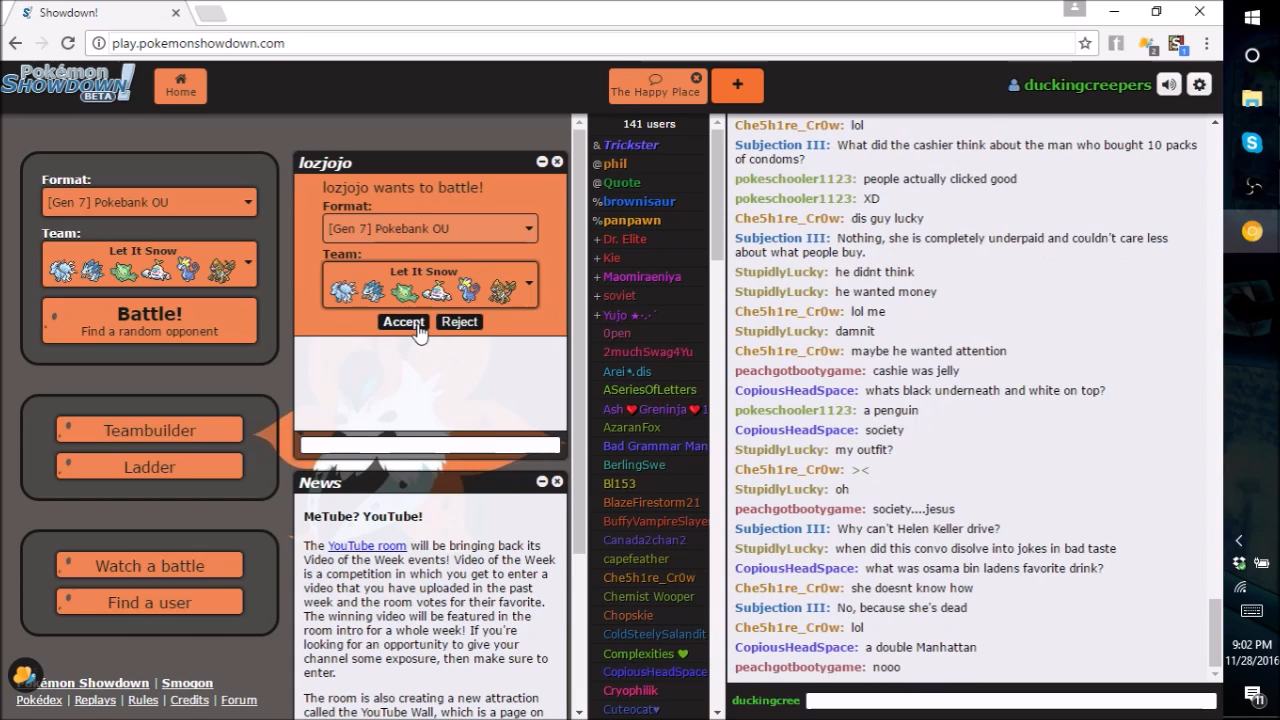 Showdown!
play.pokemonshowdown.com
2
1
Pokémon
Showdown!
BETA
Home
The Happy Place
+
duckingcreepers
Format:
[Gen 7] Pokebank OU
Team:
Let It Snow
Battle!
Find a random opponent
Teambuilder
Ladder
Watch a battle
Find a user
Pokémon Showdown | Smogon
Pokédex | Replays | Rules | Credits | Forum
lozjojo
lozjojo wants to battle!
Format:
[Gen 7] Pokebank OU
Team:
Let It Snow
Accept Reject
News
MeTube? YouTube!
The YouTube room will be bringing back its
Video of the Week events! Video of the Week
is a competition in which you get to enter a
video that you have uploaded in the past
week and the room votes for their favorite.
The winning video will be featured in the
room intro for a whole week! If you're
looking for an opportunity to give your
channel some exposure, then make sure to
enter.
The room is also creating a new attraction
called the YouTube Wall, which is a page on
141 users
& Trickster
@ phil
@ Quote
% brownisaur
% panpawn
+ Dr. Elite
+ Kie
+ Maomiraeniya
+ soviet
+ Yujo ★·.·´
0pen
2muchSwag4Yu
Arei*.dis
ASeriesOfLetters
Ash ❤Greninja❤1
AzaranFox
Bad Grammar Man
BerlingSwe
Bl153
BlazeFirestorm21
BuffyVampireSlaye
Canada2chan2
capefeather
Che5h1re_Cr0w
Chemist Wooper
Chopskie
ColdSteelySalandit
Complexities ♥
CopiousHeadSpace
Cryophilik
Cuteocat♥
Che5h1re_Cr0w: lol
Subjection III: What did the cashier think about the man who bought 10 packs
of condoms?
pokeschooler1123: people actually clicked good
pokeschooler1123: XD
Che5h1re_Cr0w: dis guy lucky
Subjection III: Nothing, she is completely underpaid and couldn't care less
about what people buy.
StupidlyLucky: he didnt think
StupidlyLucky: he wanted money
Che5h1re_Cr0w: lol me
StupidlyLucky: damnit
Che5h1re_Cr0w: maybe he wanted attention
peachgotbootygame: cashie was jelly
CopiousHeadSpace: whats black underneath and white on top?
pokeschooler1123: a penguin
CopiousHeadSpace: society
StupidlyLucky: my outfit?
Che5h1re_Cr0w: ><
StupidlyLucky: oh
peachgotbootygame: society....jesus
Subjection III: Why can't Helen Keller drive?
StupidlyLucky: when did this convo disolve into jokes in bad taste
CopiousHeadSpace: what was osama bin ladens favorite drink?
Che5h1re_Cr0w: she doesnt know how
Subjection III: No, because she's dead
Che5h1re_Cr0w: lol
CopiousHeadSpace: a double Manhattan
peachgotbootygame: nooo
duckingcree
9:02 PM
11/28/2016
11